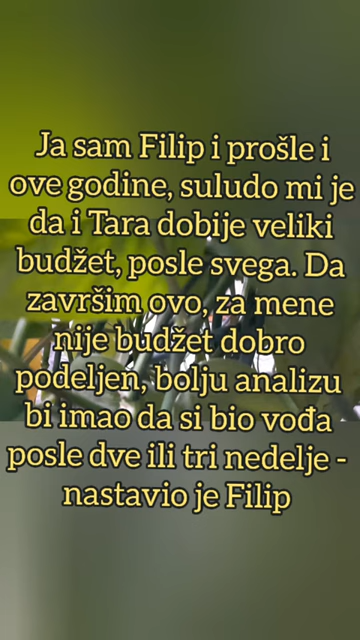 Ja sam Filip i prošle i
ove godine, suludo mi je
da i Tara dobije veliki
budžet, posle svega. Da
završim ovo, za mene
nije budžet dobro
podeljen, bolju analizu
bi imao da si bio vođa
posle dve ili tri nedelje -
nastavio je Filip